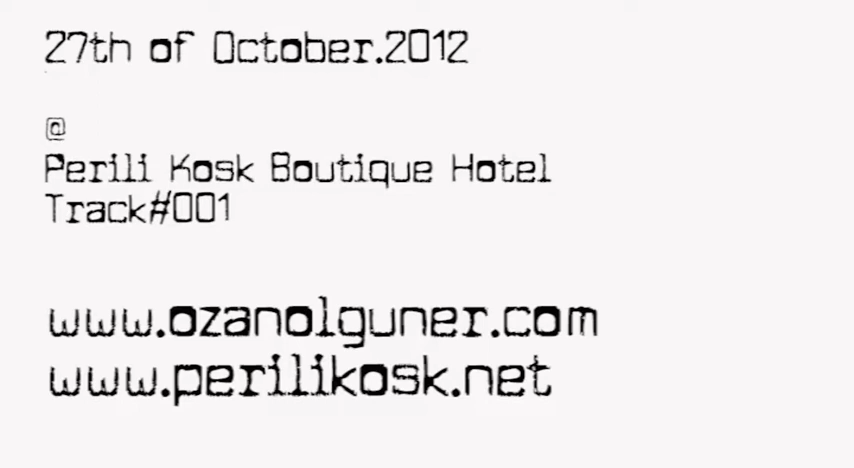 27th of October.2012
@
Perili Kosk Boutique Hotel
Track#001
www.ozanolguner.com
www.perilikosk.net